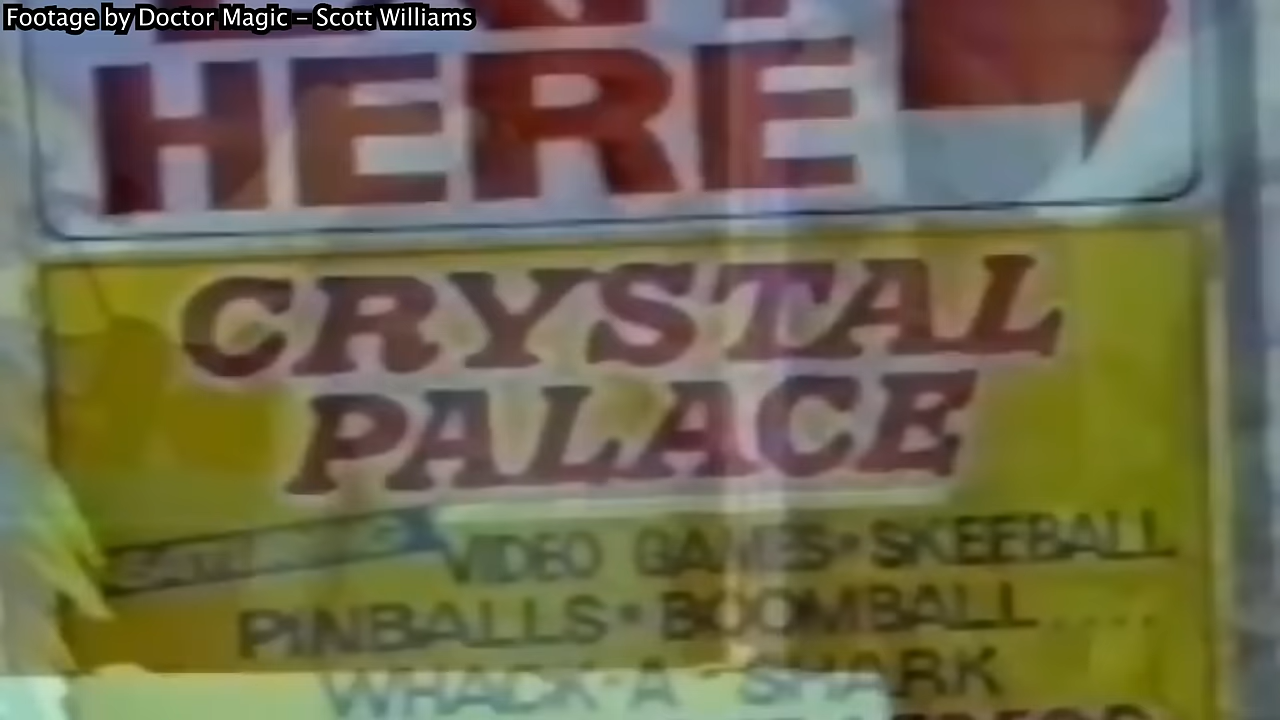 Footage by Doctor Magic – Scott Williams
HERE
CRYSTAL
PALACE
VIDEO GAMES • SKEEBALL
PINBALLS • BOOMBALL....
WHACK-A-SHARK